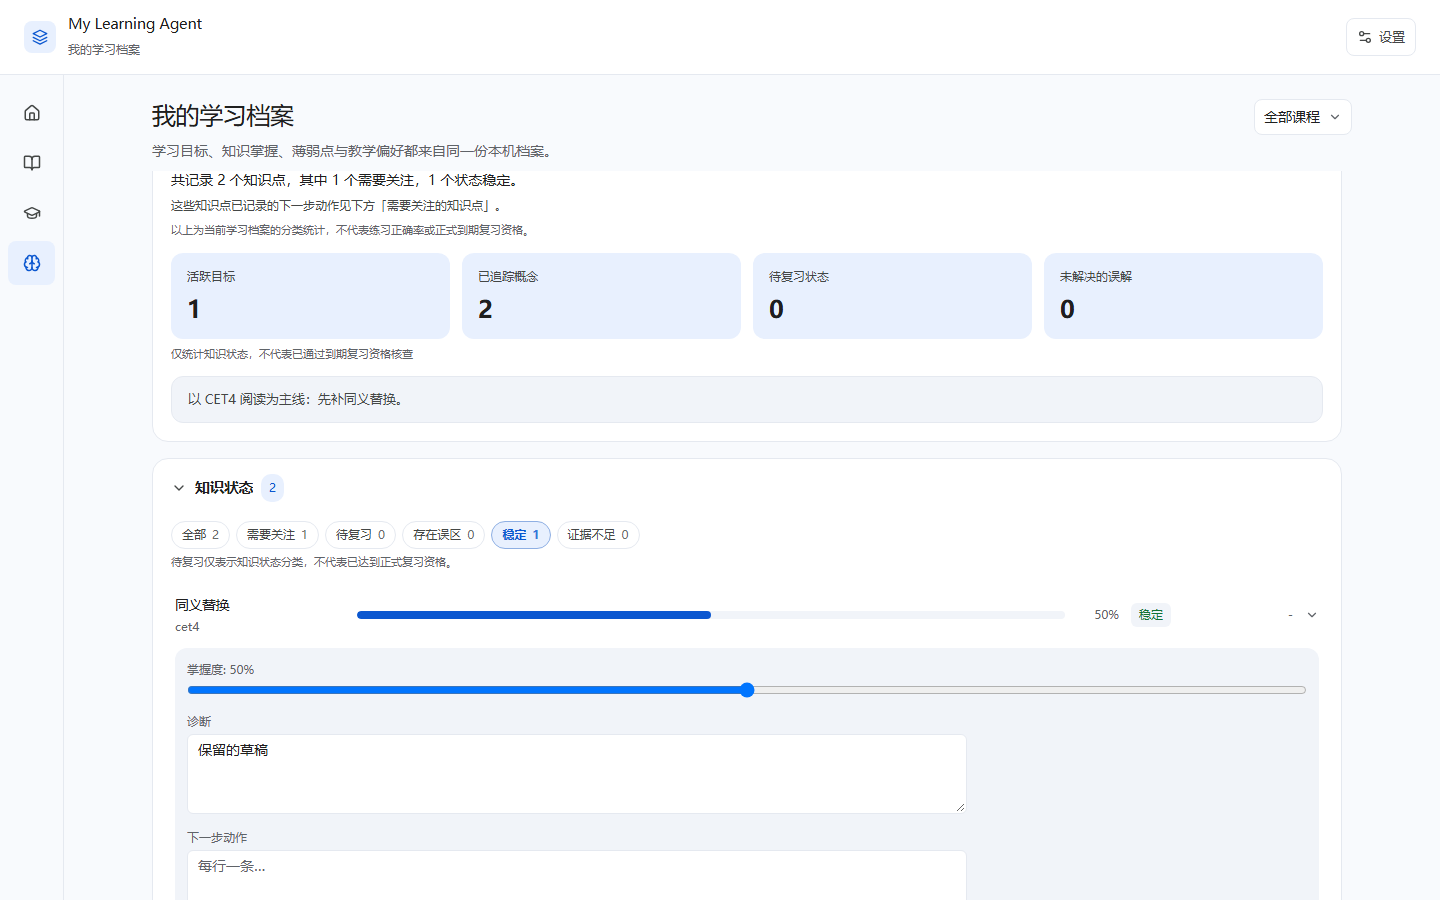 My Learning Agent
我的学习档案
设置
我的学习档案
全部课程
学习目标、知识掌握、薄弱点与教学偏好都来自同一份本机档案。
共记录 2 个知识点，其中 1 个需要关注，1 个状态稳定。
这些知识点已记录的下一步动作见下方「需要关注的知识点」。
以上为当前学习档案的分类统计，不代表练习正确率或正式到期复习资格。
活跃目标
1
已追踪概念
2
待复习状态
0
未解决的误解
0
仅统计知识状态，不代表已通过到期复习资格核查
以 CET4 阅读为主线：先补同义替换。
知识状态 2
全部 2 需要关注 1 待复习 0 存在误区 0 稳定 1 证据不足 0
待复习仅表示知识状态分类，不代表已达到正式复习资格。
同义替换
cet4
50% 稳定 -
掌握度: 50%
诊断
保留的草稿
下一步动作
每行一条...